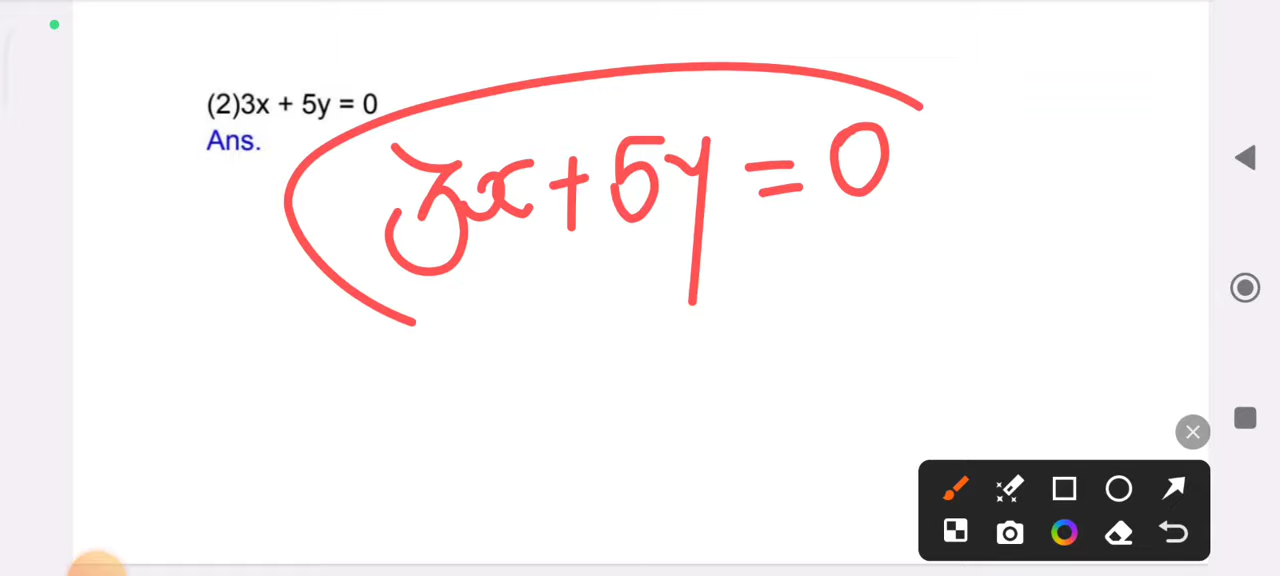 (2)3x + 5y = 0
Ans.
3x + 5y = 0